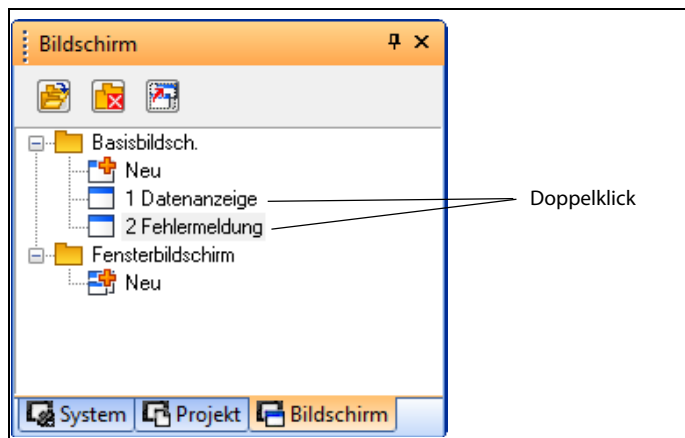 Bildschirm
Basisbildsch.
Neu
1 Datenanzeige
2 Fehlermeldung
Doppelklick
Fensterbildschirm
Neu
System Projekt Bildschirm